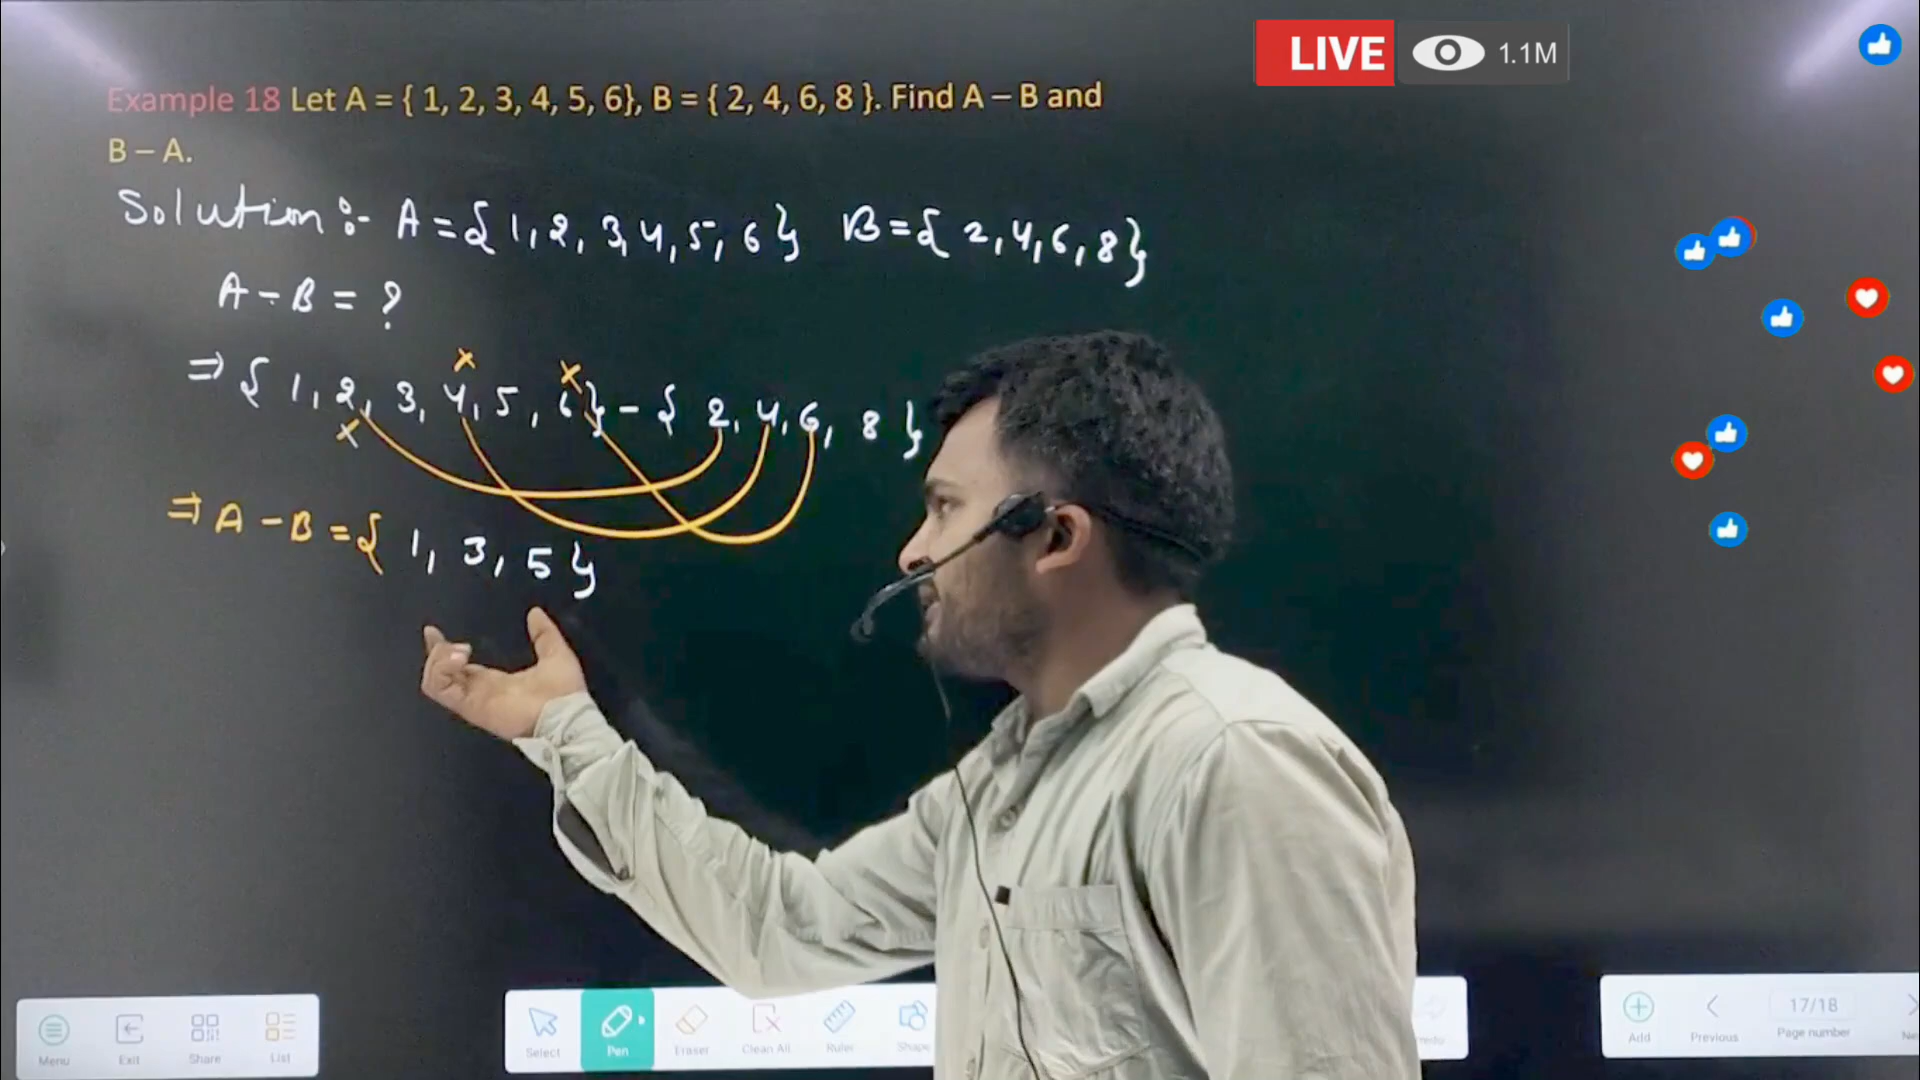 LIVE 1.1M
Example 18 Let A = { 1, 2, 3, 4, 5, 6}, B = { 2, 4, 6, 8 }. Find A – B and
B – A.
Solution :- A = { 1, 2, 3, 4, 5, 6 } B = { 2, 4, 6, 8 }
A - B = ?
⇒ { 1, 2, 3, 4, 5, 6 } - { 2, 4, 6, 8 }
⇒ A - B = { 1, 3, 5 }
Menu Exit Share List Select Pen Eraser Clean All Ruler Shape Add Previous 17/18 Page number